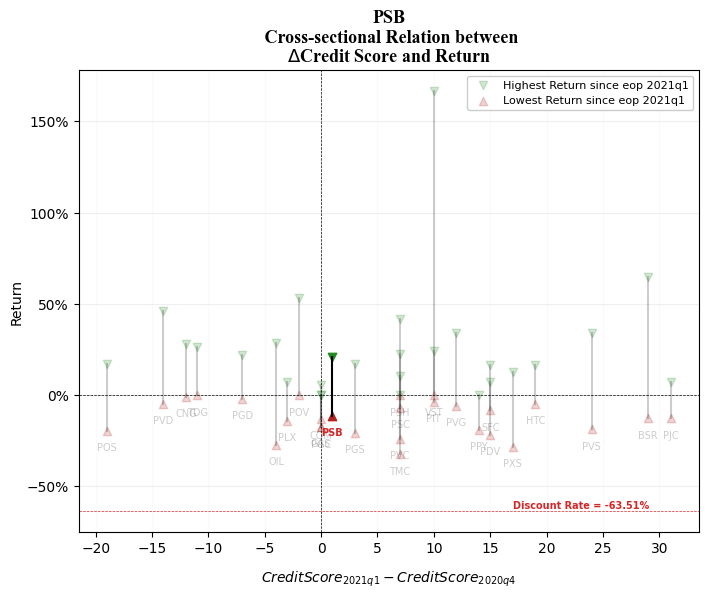 PSB
Cross-sectional Relation between
ΔCredit Score and Return
Highest Return since eop 2021q1
Lowest Return since eop 2021q1
Return
150%
100%
50%
0%
−50%
POS
PVD
CNG
PGD
OIL
PLX
POV
PSB
PGS
PSH
PSC
PVC
TMC
VST
PIT
PVG
PPY
SFC
PDV
PXS
HTC
PVS
BSR
PJC
Discount Rate = -63.51%
−20 −15 −10 −5 0 5 10 15 20 25 30
CreditScore2021q1 − CreditScore2020q4